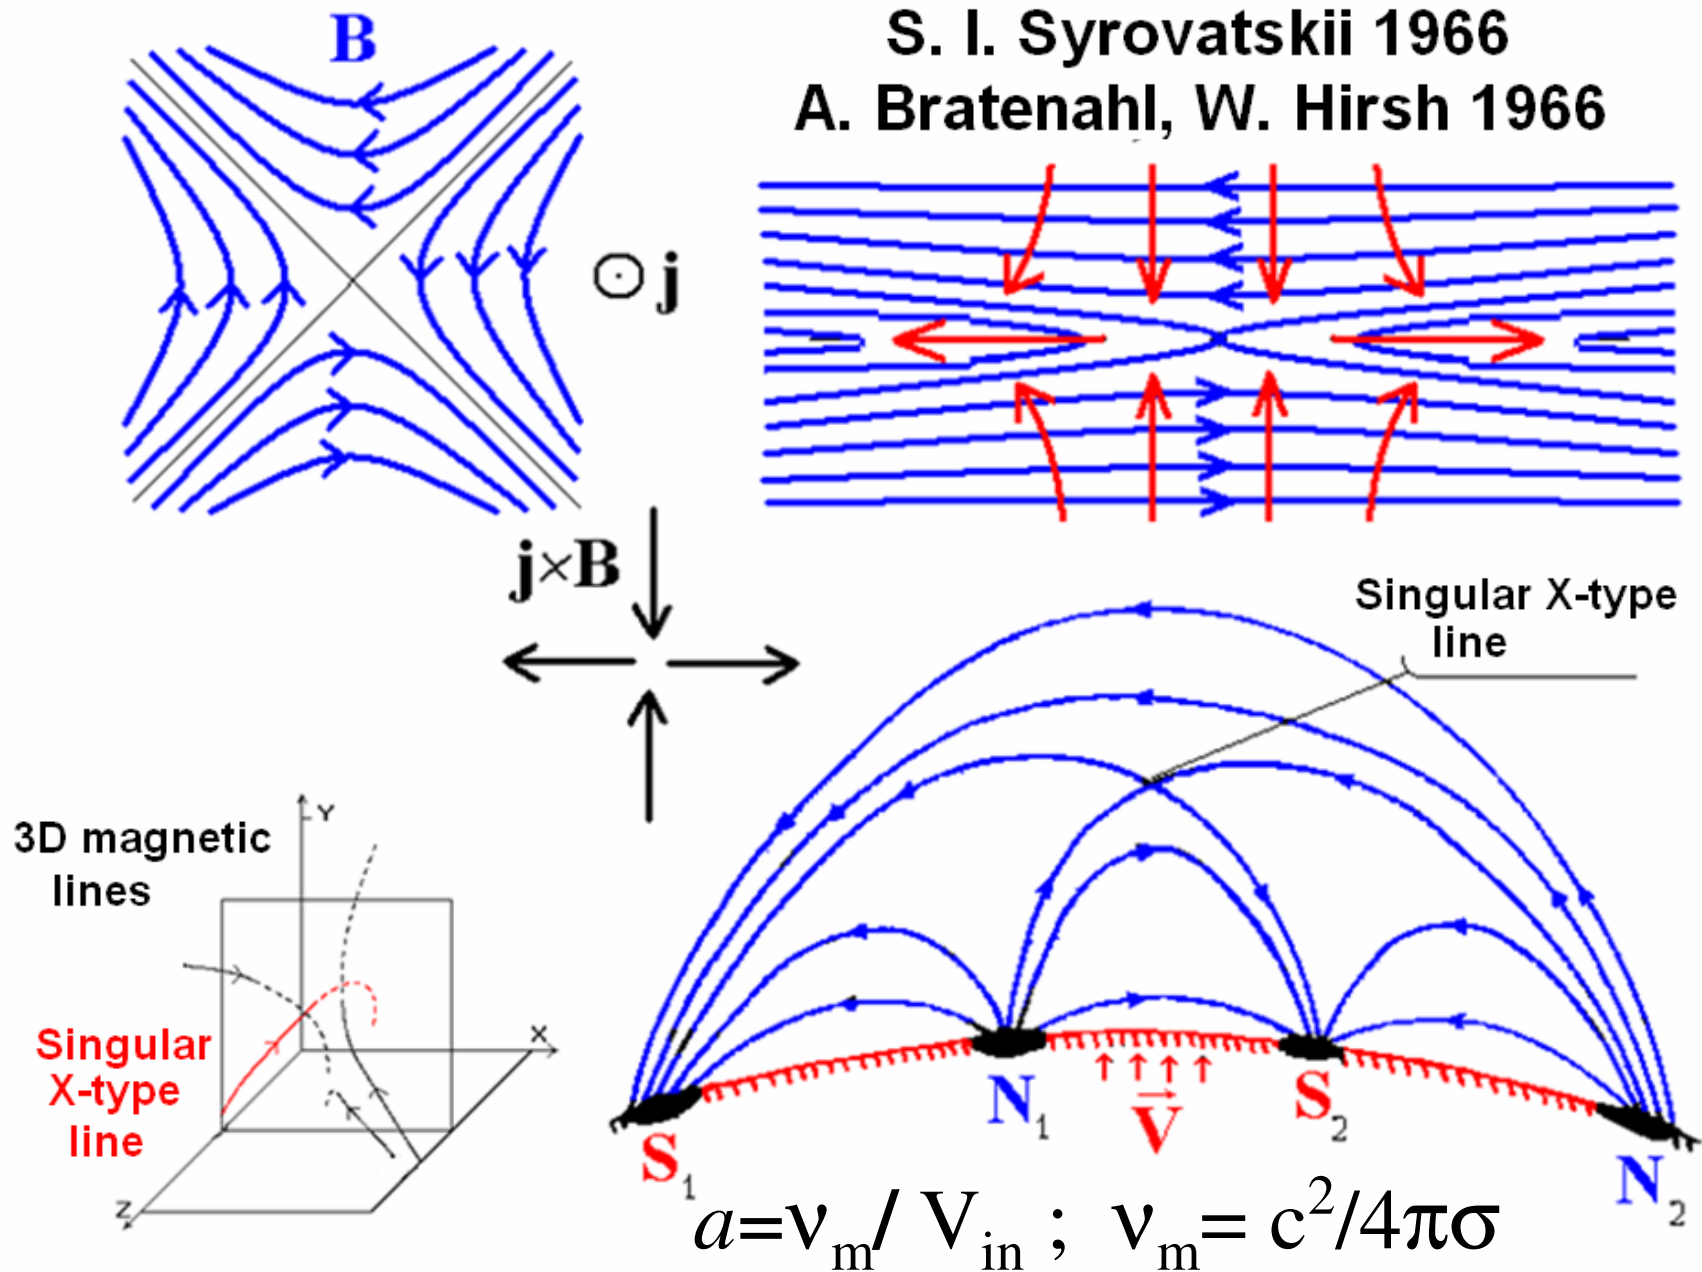 B
S. I. Syrovatskii 1966
A. Bratenahl, W. Hirsh 1966
j
j×B
Singular X-type
line
3D magnetic
lines
Y
X
Z
Singular
X-type
line
S₁
N₁
V⃗
S₂
N₂
a=νₘ/ Vᵢₙ ; νₘ= c²/4πσ